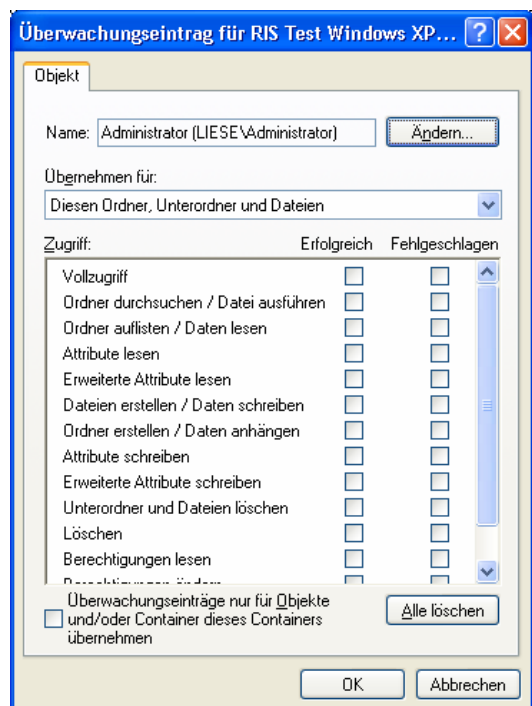 Überwachungseintrag für RIS Test Windows XP...
Objekt
Name: Administrator (LIESE\Administrator) Ändern...
Übernehmen für:
Diesen Ordner, Unterordner und Dateien
Zugriff: Erfolgreich Fehlgeschlagen
Vollzugriff
Ordner durchsuchen / Datei ausführen
Ordner auflisten / Daten lesen
Attribute lesen
Erweiterte Attribute lesen
Dateien erstellen / Daten schreiben
Ordner erstellen / Daten anhängen
Attribute schreiben
Erweiterte Attribute schreiben
Unterordner und Dateien löschen
Löschen
Berechtigungen lesen
Berechtigungen ändern
Überwachungseinträge nur für Objekte
und/oder Container dieses Containers
übernehmen
Alle löschen
OK Abbrechen